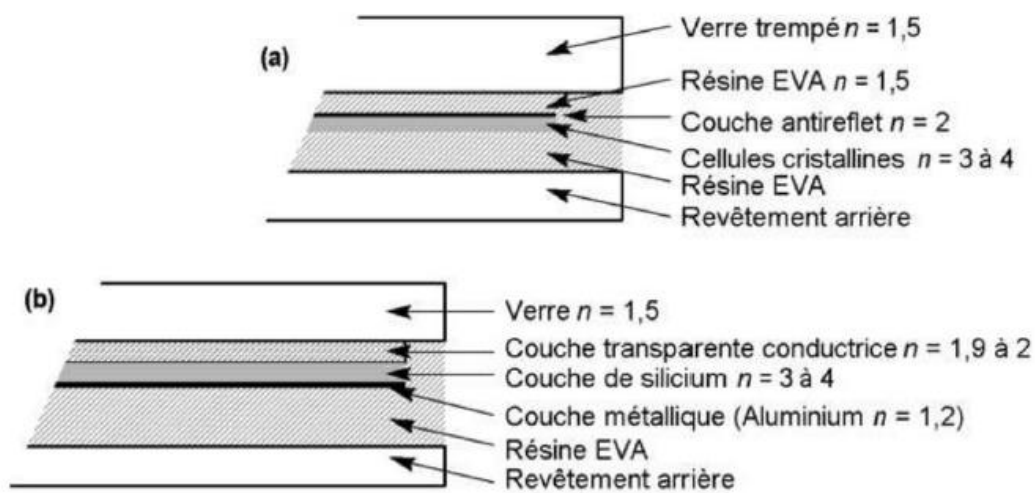 (a)
Verre trempé n = 1,5
Résine EVA n = 1,5
Couche antireflet n = 2
Cellules cristallines n = 3 à 4
Résine EVA
Revêtement arrière
(b)
Verre n = 1,5
Couche transparente conductrice n = 1,9 à 2
Couche de silicium n = 3 à 4
Couche métallique (Aluminium n = 1,2)
Résine EVA
Revêtement arrière